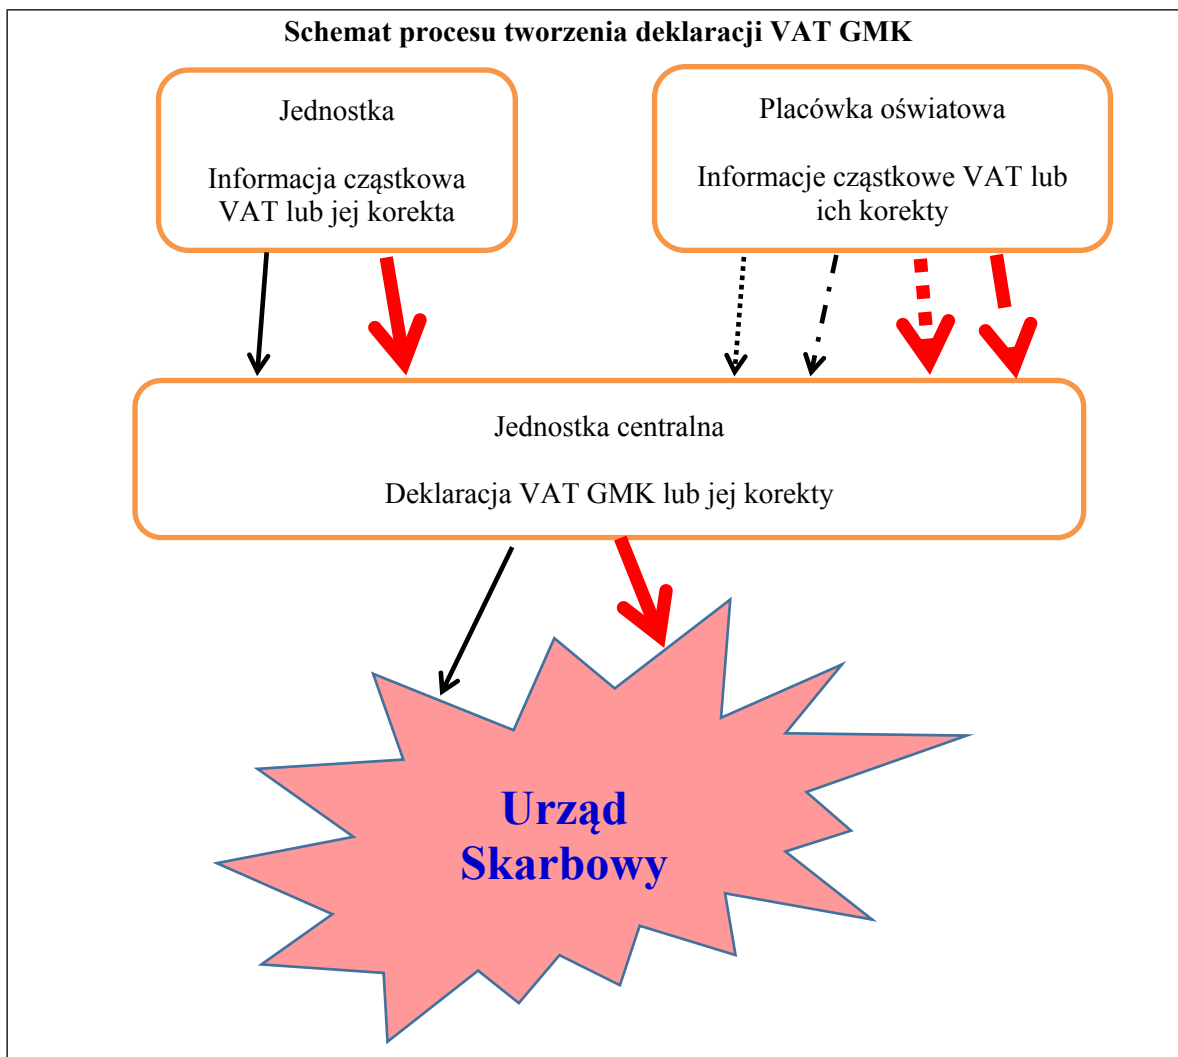 Schemat procesu tworzenia deklaracji VAT GMK
Jednostka
Informacja cząstkowa
VAT lub jej korekta
Placówka oświatowa
Informacje cząstkowe VAT lub
ich korekty
Jednostka centralna
Deklaracja VAT GMK lub jej korekty
Urząd
Skarbowy